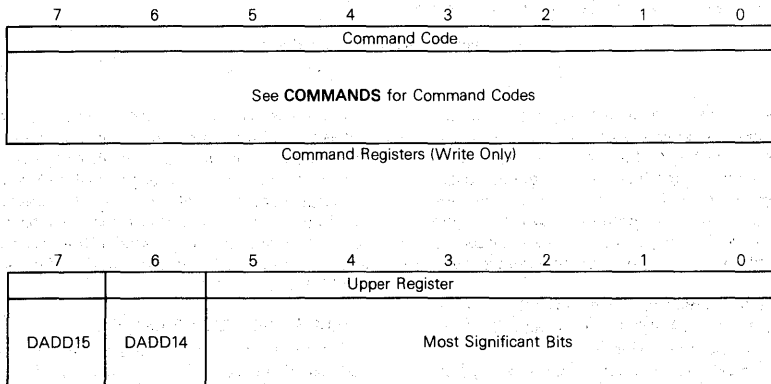 7 6 5 4 3 2 1 0
Command Code
See COMMANDS for Command Codes
Command Registers (Write Only)
7 6 5 4 3 2 1 0
Upper Register
DADD15 DADD14 Most Significant Bits